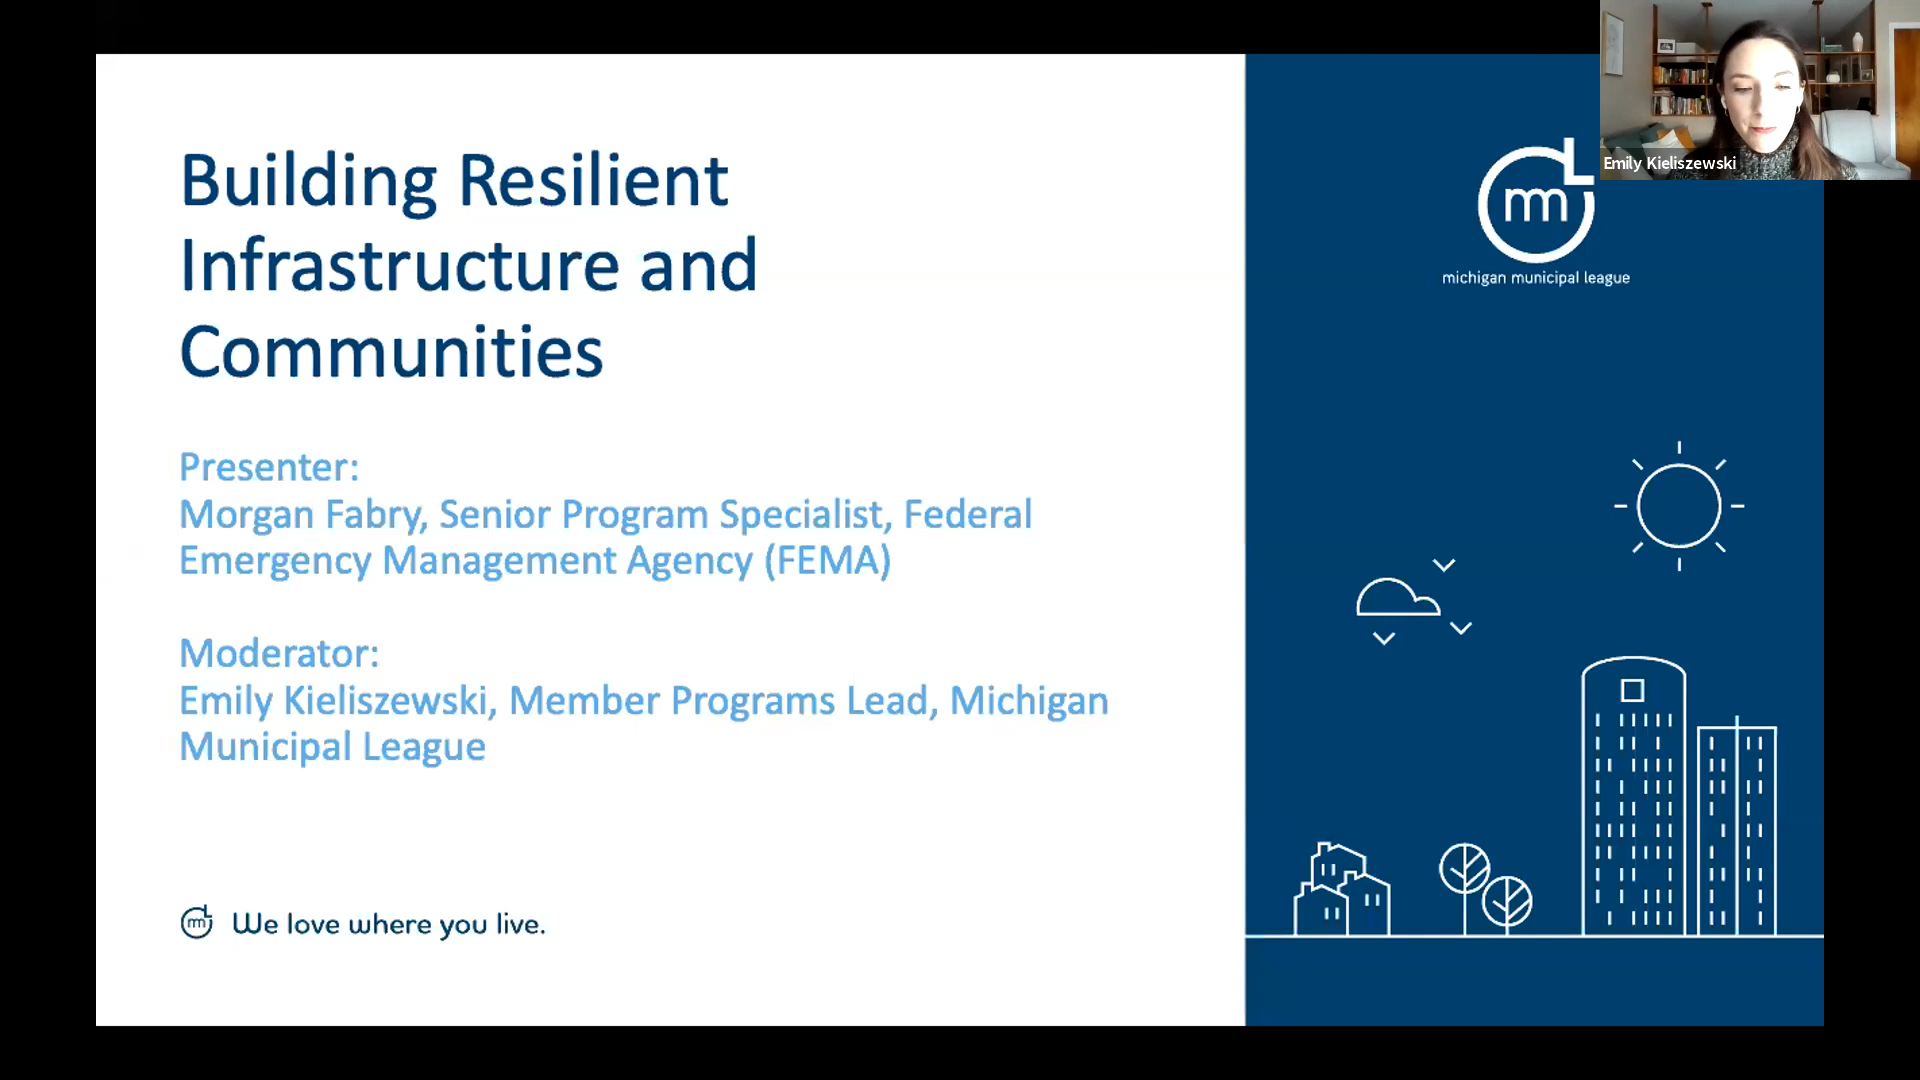 Building Resilient
Infrastructure and
Communities
Presenter:
Morgan Fabry, Senior Program Specialist, Federal
Emergency Management Agency (FEMA)
Moderator:
Emily Kieliszewski, Member Programs Lead, Michigan
Municipal League
We love where you live.
michigan municipal league
Emily Kieliszewski